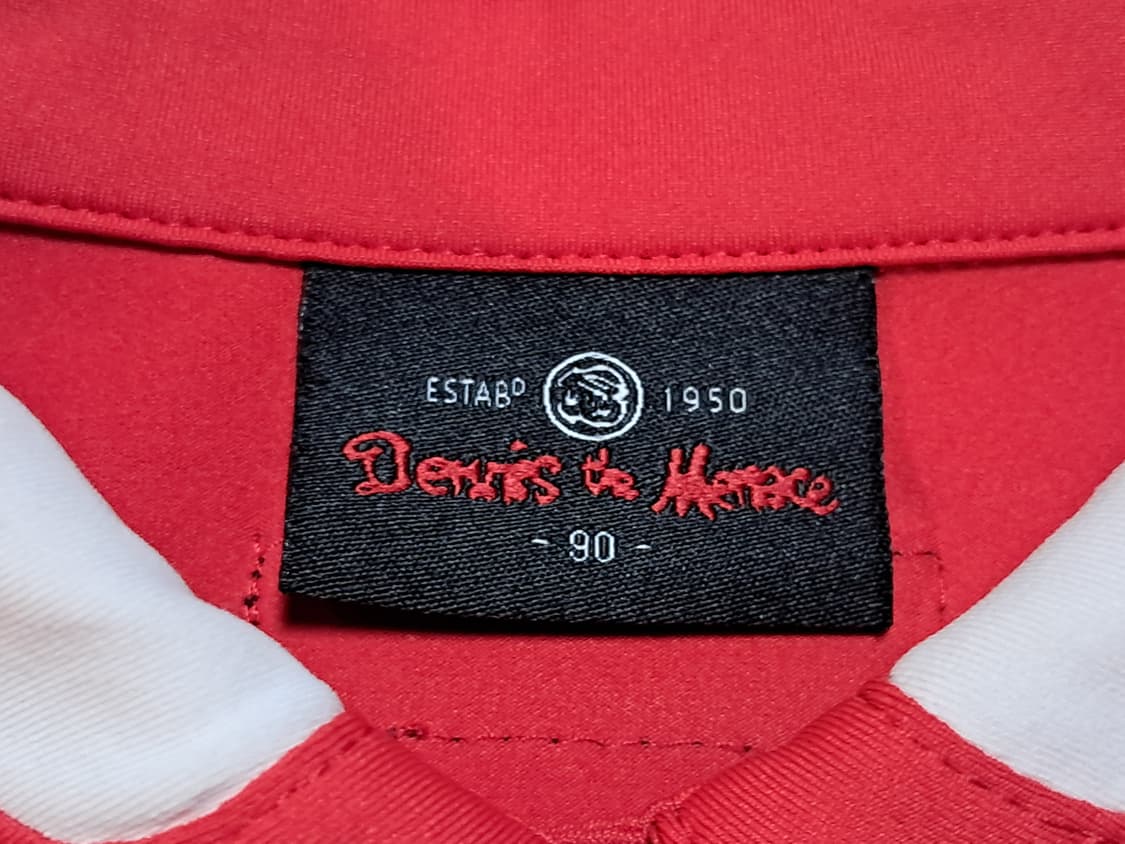 ESTABᴰ 1950
Dennis the Menace
- 90 -